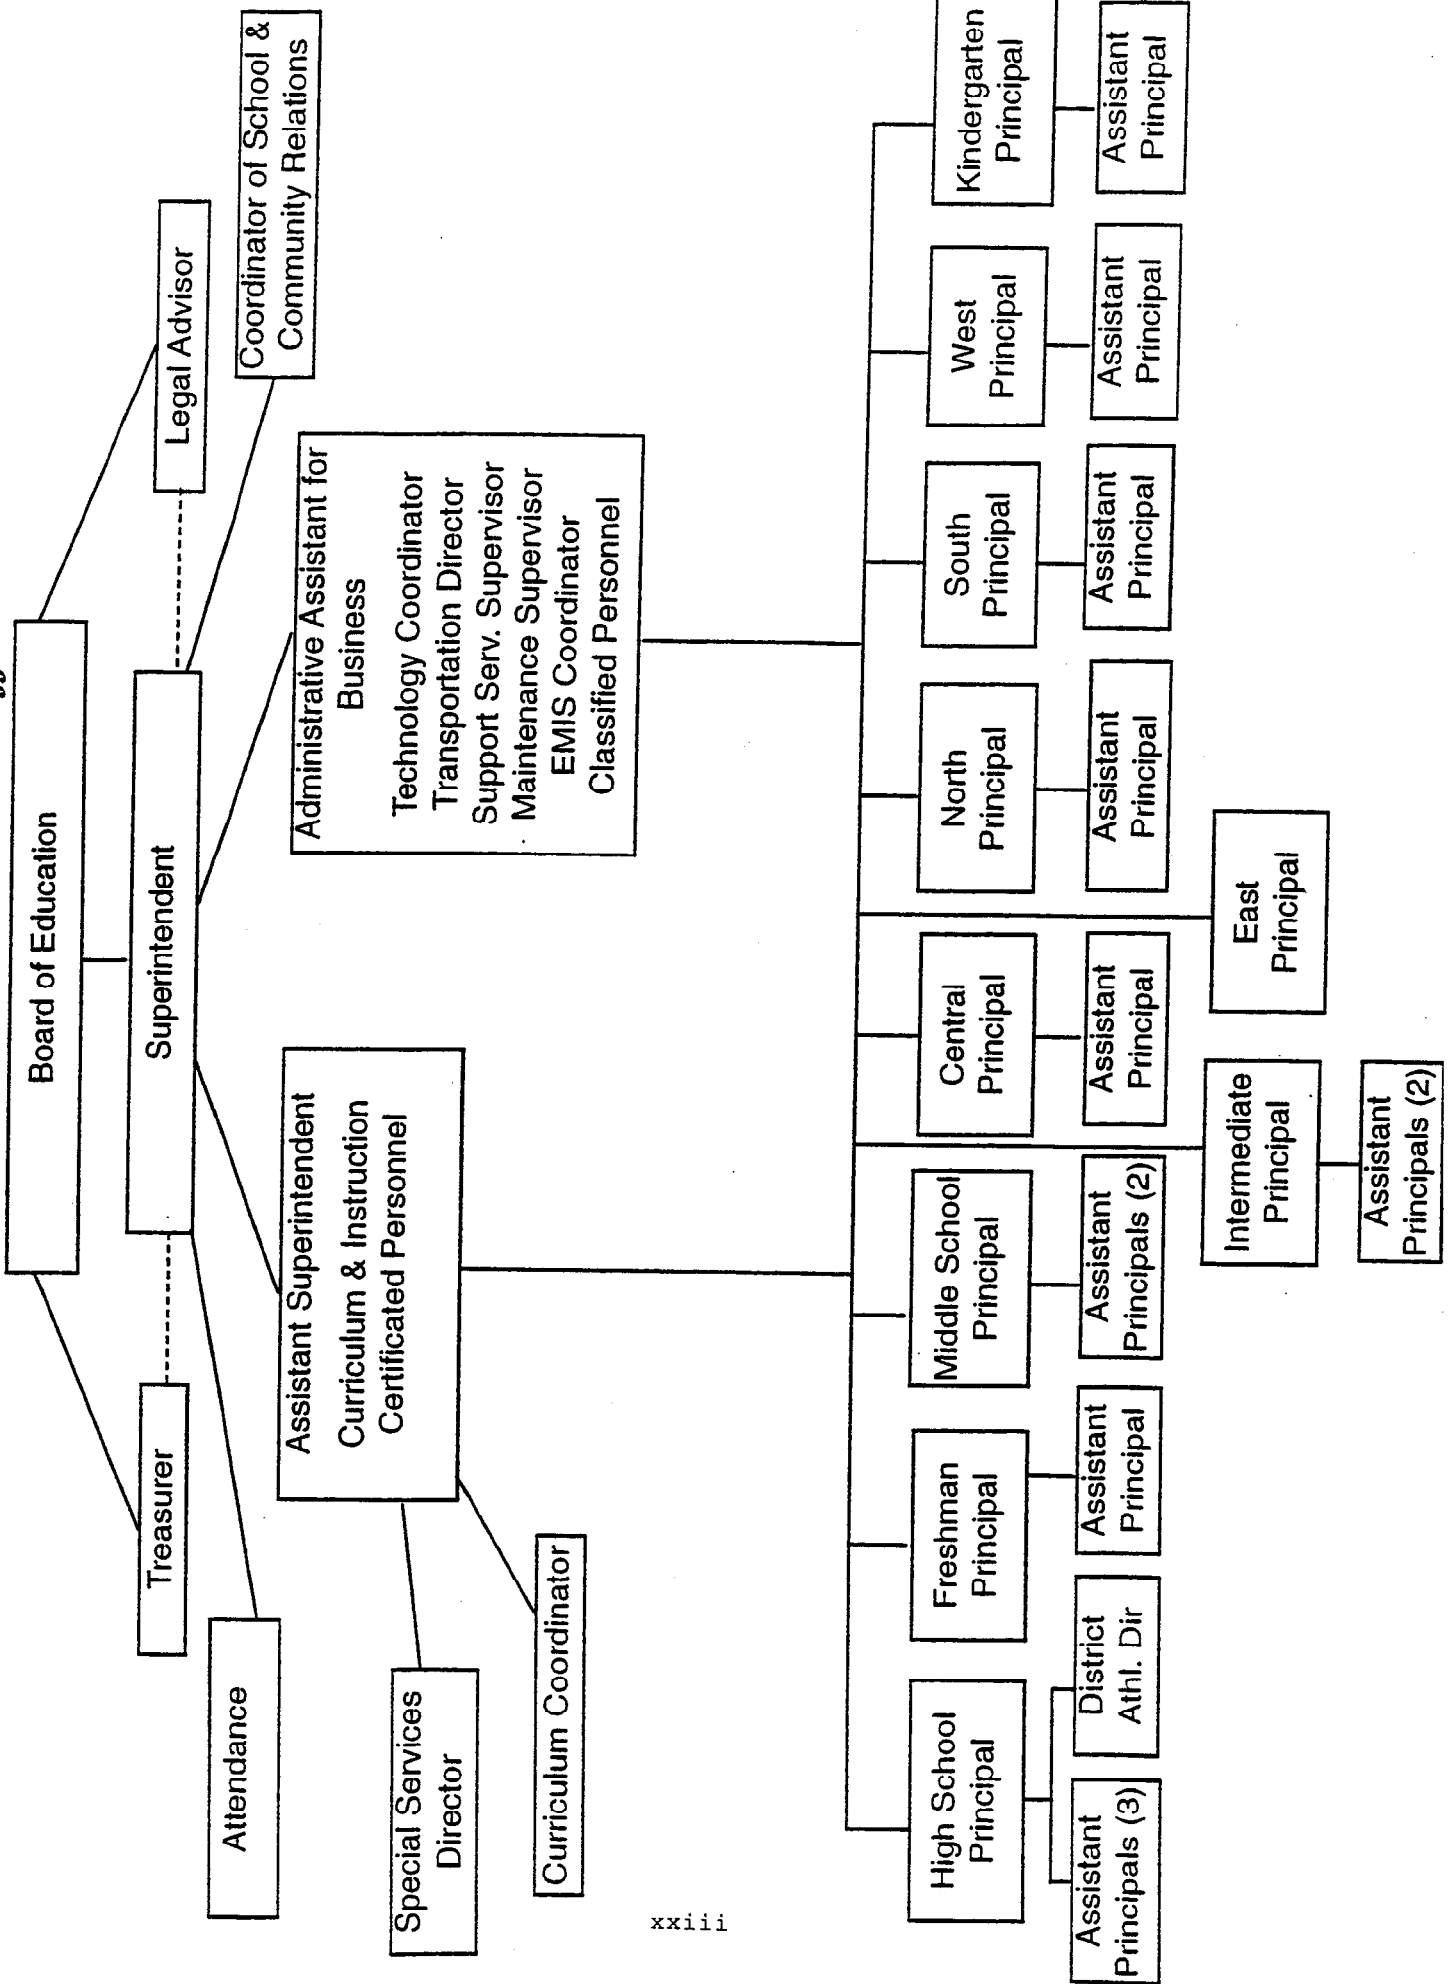 Board of Education
Treasurer
Superintendent
Legal Advisor
Attendance
Coordinator of School &
Community Relations
Assistant Superintendent
Curriculum & Instruction
Certificated Personnel
Administrative Assistant for
Business
Technology Coordinator
Transportation Director
Support Serv. Supervisor
Maintenance Supervisor
EMIS Coordinator
Classified Personnel
Special Services
Director
Curriculum Coordinator
High School
Principal
Freshman
Principal
Middle School
Principal
Central
Principal
North
Principal
South
Principal
West
Principal
Kindergarten
Principal
Assistant
Principals (3)
District
Athl. Dir
Assistant
Principal
Assistant
Principals (2)
Assistant
Principal
Assistant
Principal
Assistant
Principal
Assistant
Principal
Assistant
Principal
Intermediate
Principal
East
Principal
Assistant
Principals (2)
xxiii